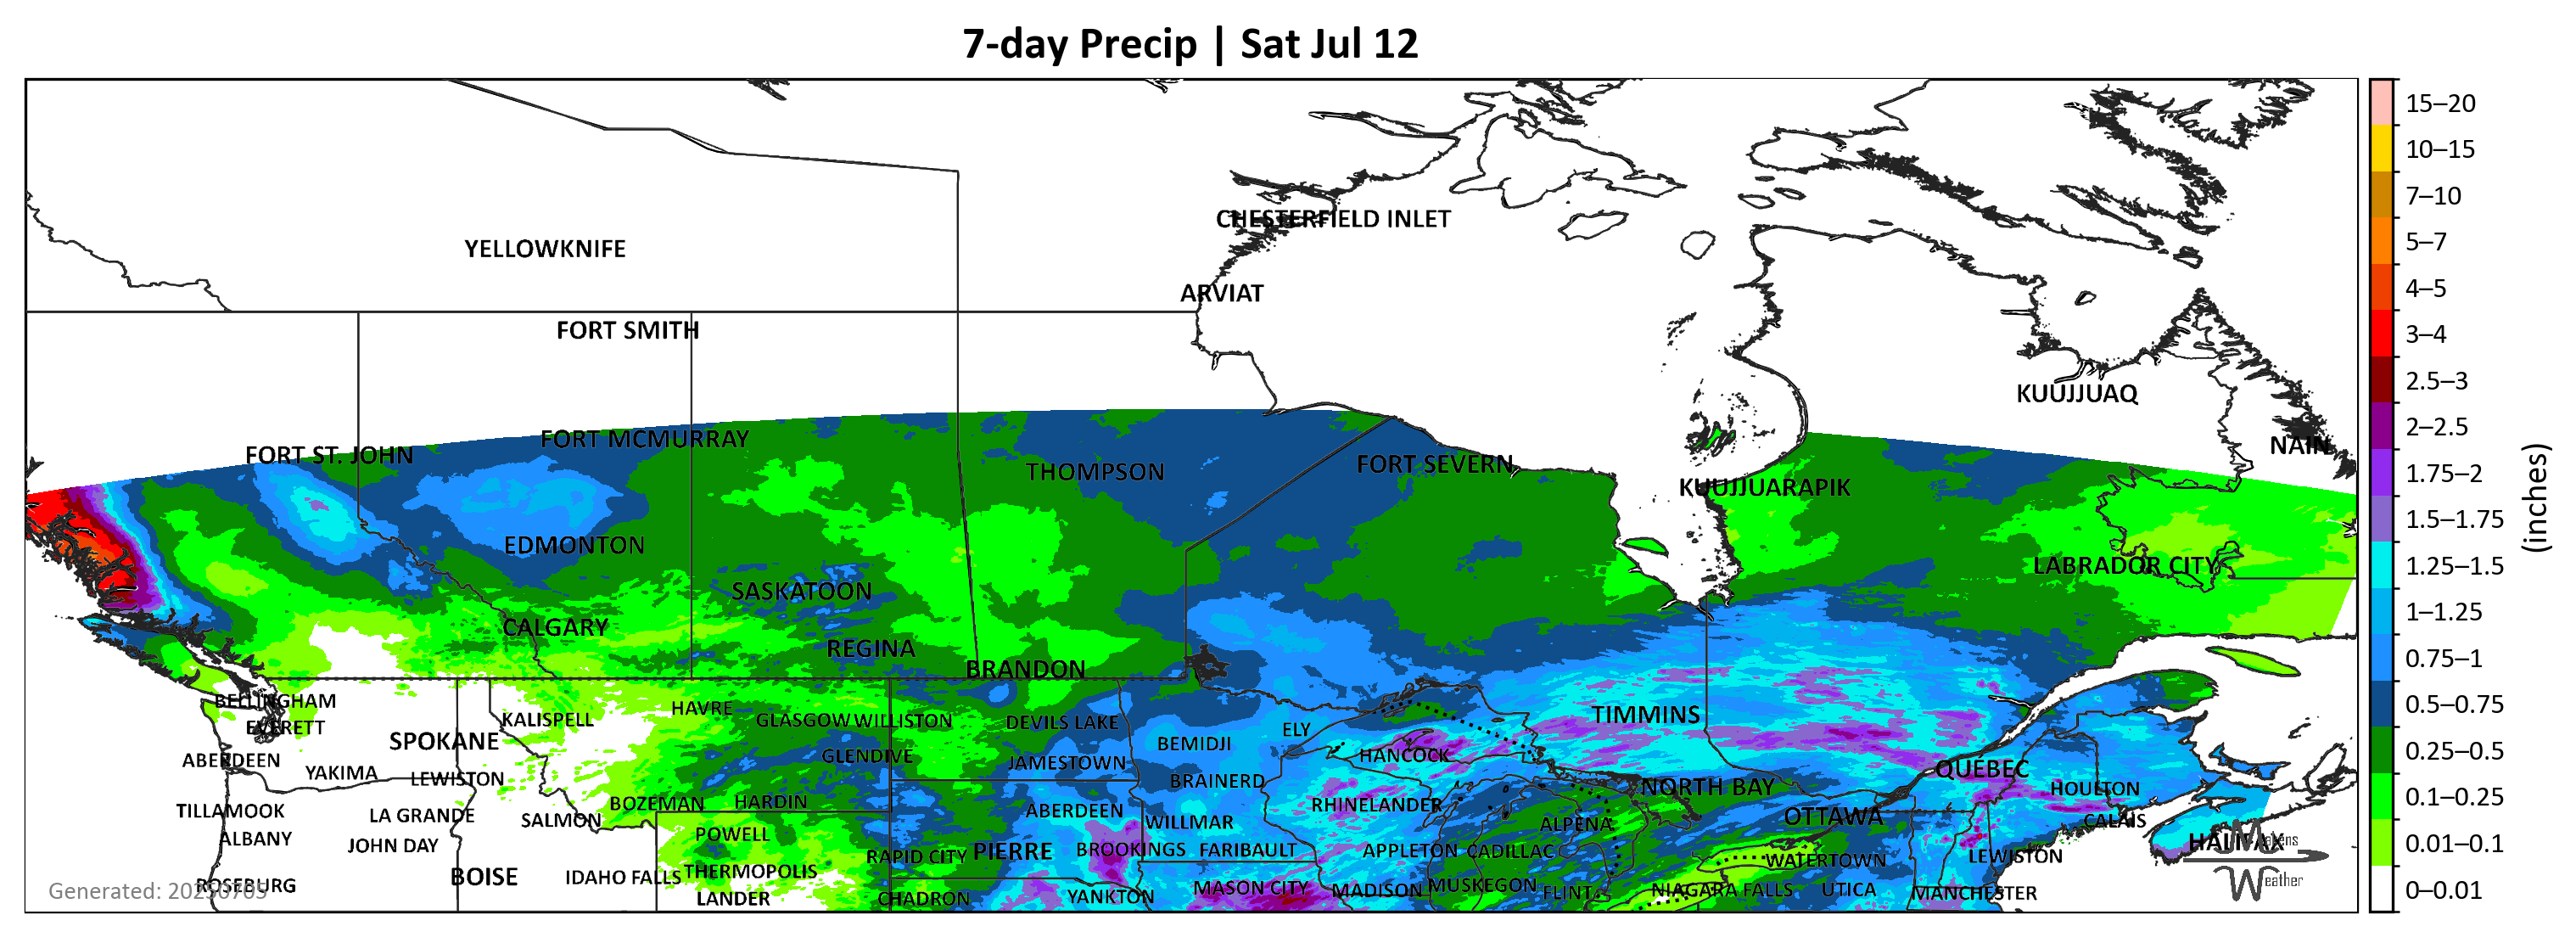 7-day Precip | Sat Jul 12
CHESTERFIELD INLET
YELLOWKNIFE
ARVIAT
FORT SMITH
KUUJJUAQ
FORT MCMURRAY
NAIN
FORT ST. JOHN
FORT SEVERN
THOMPSON
KUUJJUARAPIK
EDMONTON
LABRADOR CITY
SASKATOON
CALGARY
REGINA
BRANDON
BELLINGHAM
HAVRE
TIMMINS
KALISPELL
GLASGOW
WILLISTON
DEVILS LAKE
EVERETT
ELY
SPOKANE
BEMIDJI
GLENDIVE
HANCOCK
ABERDEEN
JAMESTOWN
QUÉBEC
YAKIMA
LEWISTON
BRAINERD
NORTH BAY
HOULTON
BOZEMAN
HARDIN
RHINELANDER
TILLAMOOK
LA GRANDE
ABERDEEN
OTTAWA
SALMON
WILLMAR
ALPENA
CALAIS
POWELL
ALBANY
HALIFAX
JOHN DAY
PIERRE
BROOKINGS
FARIBAULT
APPLETON
CADILLAC
RAPID CITY
LEWISTON
WATERTOWN
THERMOPOLIS
BOISE
IDAHO FALLS
ROSEBURG
MASON CITY
MADISON
MUSKEGON
FLINT
NIAGARA FALLS
UTICA
MANCHESTER
LANDER
CHADRON
YANKTON
Weather
Generated: 20250705
15–20
10–15
7–10
5–7
4–5
3–4
2.5–3
2–2.5
1.75–2
1.5–1.75
1.25–1.5
1–1.25
0.75–1
0.5–0.75
0.25–0.5
0.1–0.25
0.01–0.1
0–0.01
(inches)